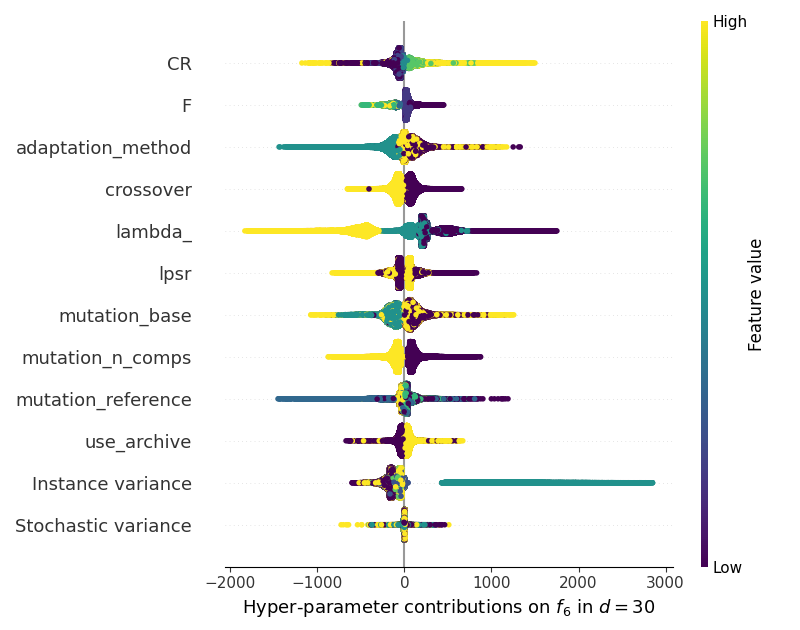 High
CR
F
adaptation_method
crossover
lambda_
lpsr
mutation_base
mutation_n_comps
mutation_reference
use_archive
Instance variance
Stochastic variance
Feature value
Low
−2000 −1000 0 1000 2000 3000
Hyper-parameter contributions on f₆ in d = 30